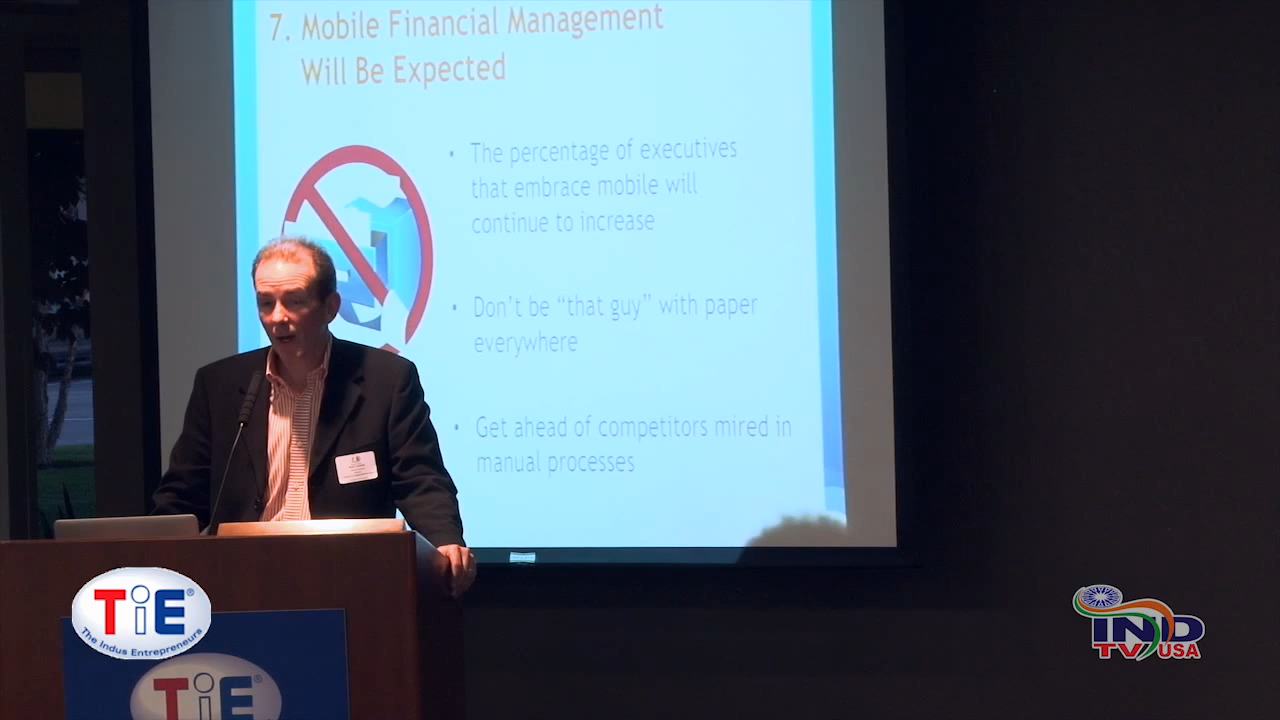 7. Mobile Financial Management
Will Be Expected
• The percentage of executives
that embrace mobile will
continue to increase
• Don't be “that guy” with paper
everywhere
• Get ahead of competitors mired in
manual processes
TiE®
The Indus Entrepreneurs
TiE®
IND
TV USA